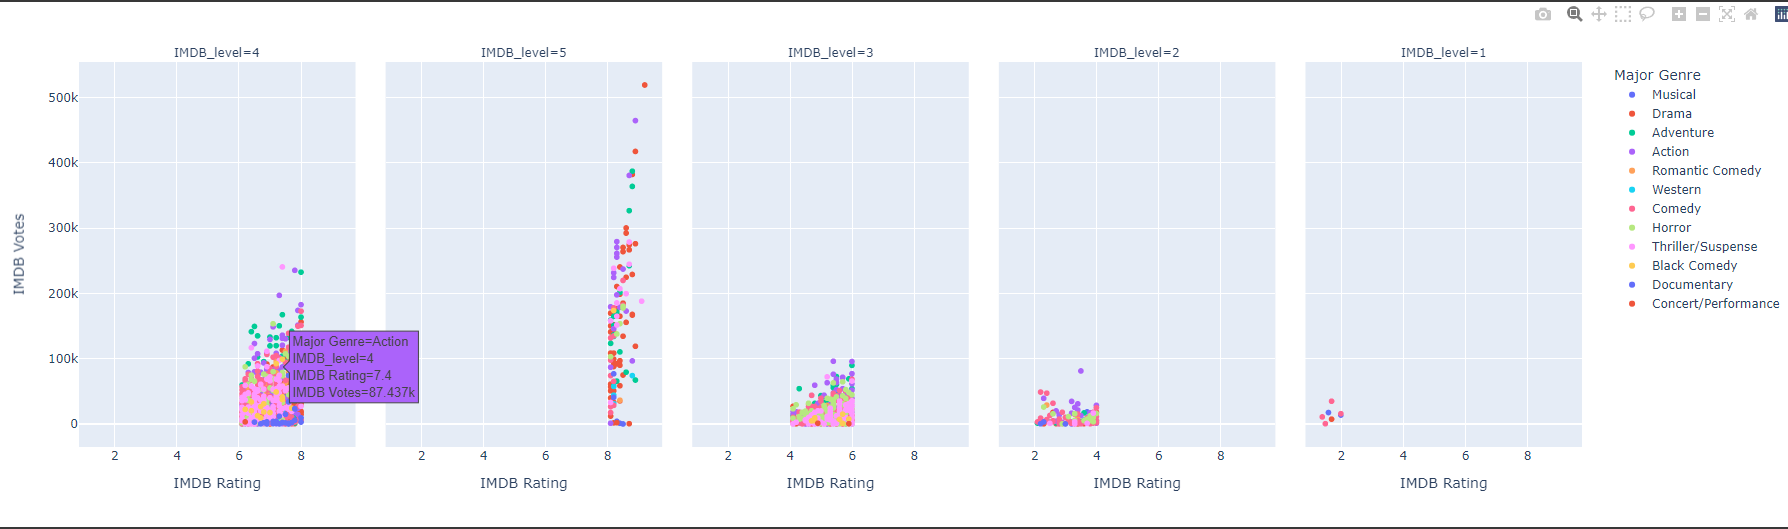 IMDB_level=4
IMDB_level=5
IMDB_level=3
IMDB_level=2
IMDB_level=1
IMDB Votes
500k
400k
300k
200k
100k
0
Major Genre=Action
IMDB_level=4
IMDB Rating=7.4
IMDB Votes=87.437k
2 4 6 8
2 4 6 8
2 4 6 8
2 4 6 8
2 4 6 8
IMDB Rating
IMDB Rating
IMDB Rating
IMDB Rating
IMDB Rating
Major Genre
Musical
Drama
Adventure
Action
Romantic Comedy
Western
Comedy
Horror
Thriller/Suspense
Black Comedy
Documentary
Concert/Performance